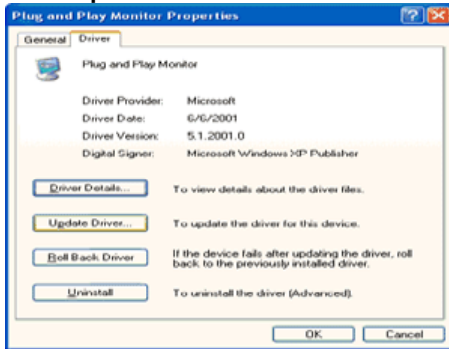 Plug and Play Monitor Properties
General Driver
Plug and Play Monitor
Driver Provider: Microsoft
Driver Date: 6/6/2001
Driver Version: 5.1.2001.0
Digital Signer: Microsoft Windows XP Publisher
Driver Details... To view details about the driver files.
Update Driver... To update the driver for this device.
Roll Back Driver If the device fails after updating the driver, roll
back to the previously installed driver.
Uninstall To uninstall the driver (Advanced).
OK Cancel